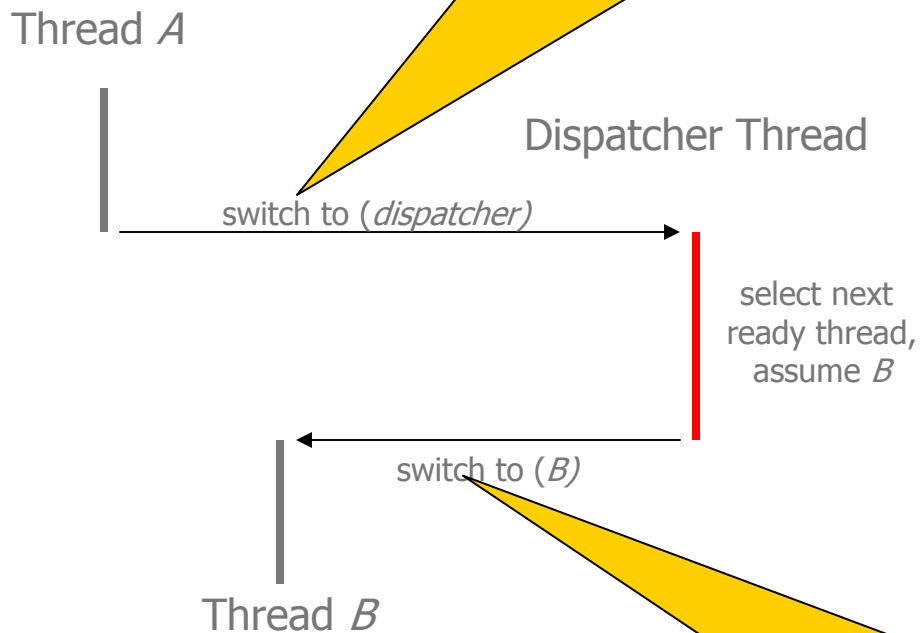 Thread A
Dispatcher Thread
switch to (dispatcher)
select next
ready thread,
assume B
switch to (B)
Thread B